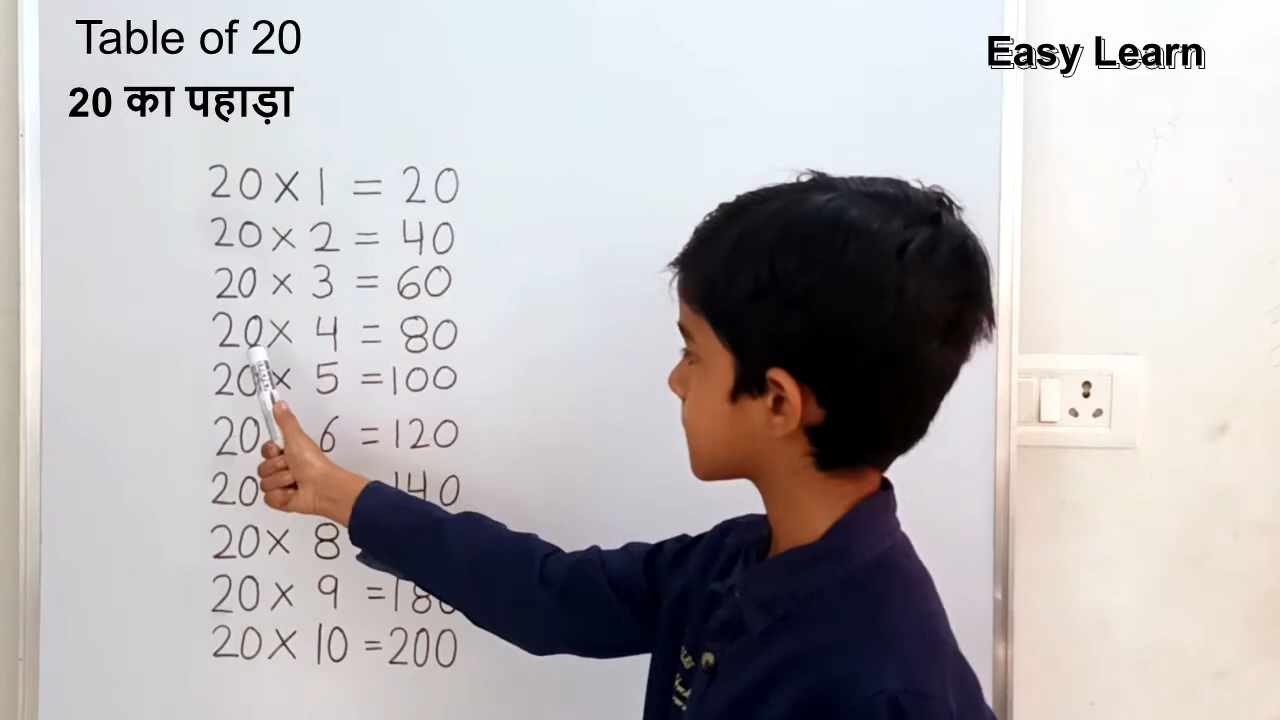 Table of 20
Easy Learn
20 का पहाड़ा
20 × 1 = 20
20 × 2 = 40
20 × 3 = 60
20 × 4 = 80
20 × 5 = 100
20 6 = 120
20 140
20 × 8
20 × 9 = 180
20 × 10 = 200